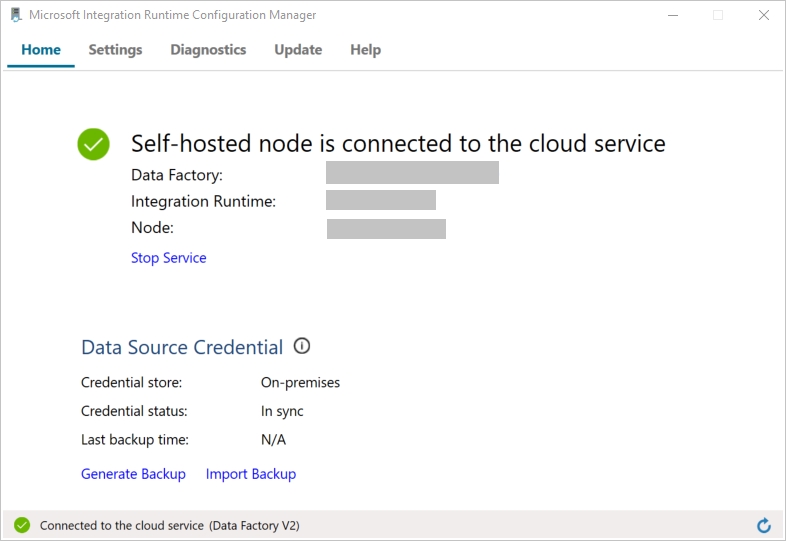 Microsoft Integration Runtime Configuration Manager
Home Settings Diagnostics Update Help
Self-hosted node is connected to the cloud service
Data Factory:
Integration Runtime:
Node:
Stop Service
Data Source Credential
Credential store: On-premises
Credential status: In sync
Last backup time: N/A
Generate Backup Import Backup
Connected to the cloud service (Data Factory V2)